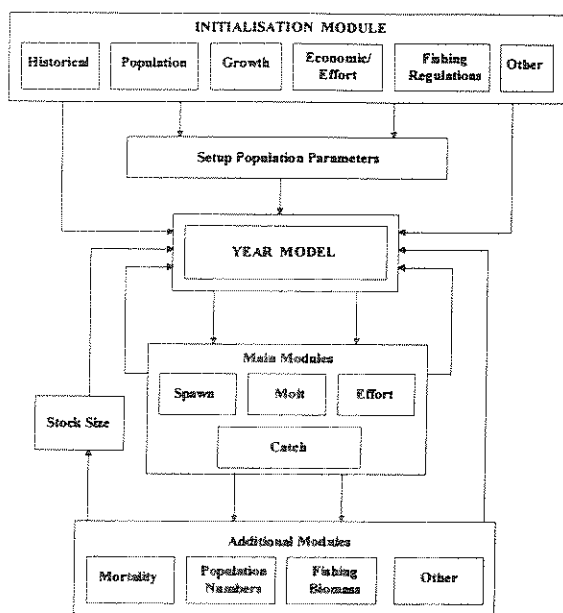 INITIALISATION MODULE
Historical
Population
Growth
Economic/
Effort
Fishing
Regulations
Other
Setup Population Parameters
YEAR MODEL
Main Modules
Spawn
Molt
Effort
Catch
Stock Size
Additional Modules
Mortality
Population
Numbers
Fishing
Biomass
Other